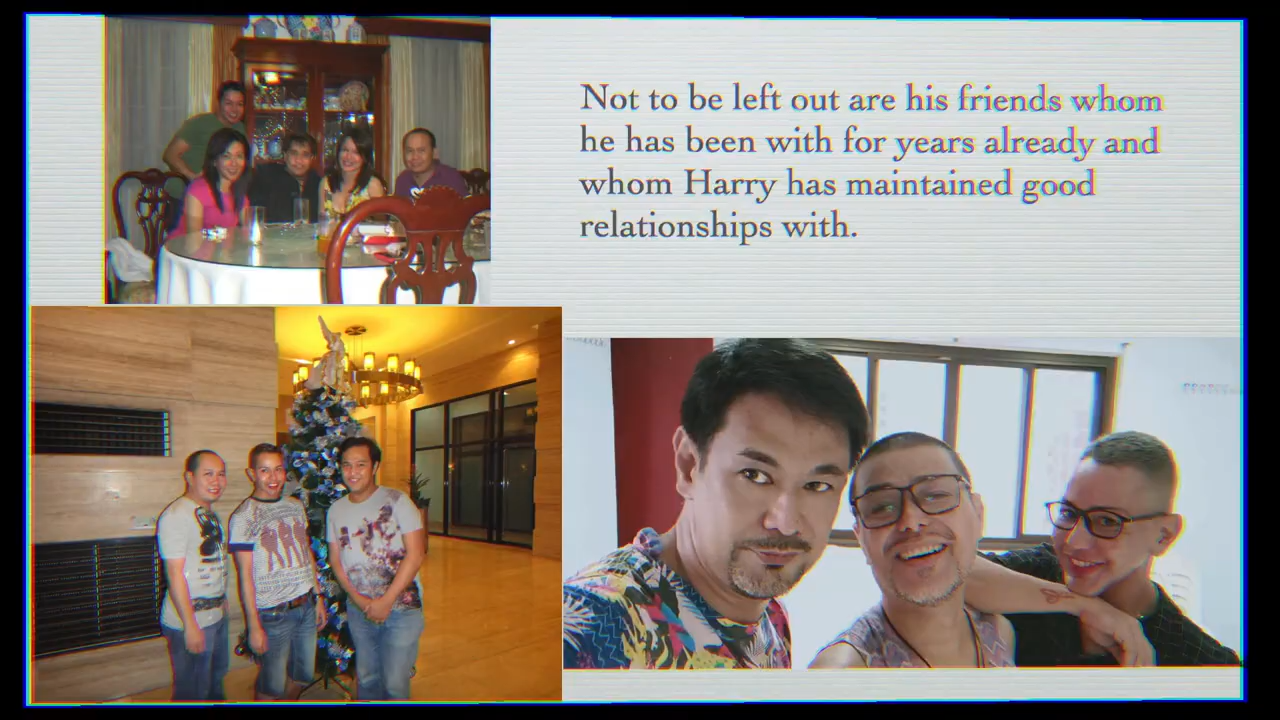 Not to be left out are his friends whom
he has been with for years already and
whom Harry has maintained good
relationships with.